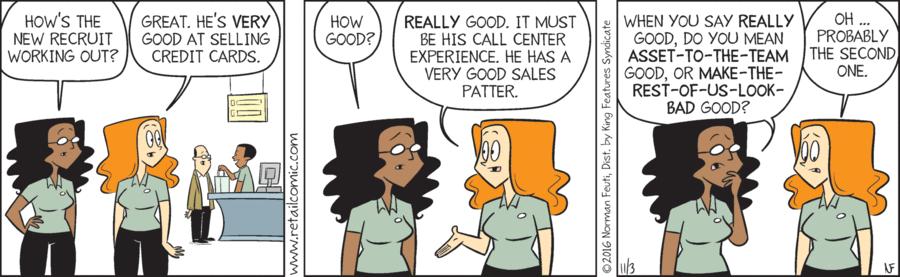 HOW'S THE
NEW RECRUIT
WORKING OUT?
GREAT. HE'S VERY
GOOD AT SELLING
CREDIT CARDS.
www.retailcomic.com
HOW
GOOD?
REALLY GOOD. IT MUST
BE HIS CALL CENTER
EXPERIENCE. HE HAS A
VERY GOOD SALES
PATTER.
© 2016 Norman Feuti, Dist. by King Features Syndicate
WHEN YOU SAY REALLY
GOOD, DO YOU MEAN
ASSET-TO-THE-TEAM
GOOD, OR MAKE-THE-
REST-OF-US-LOOK-
BAD GOOD?
OH ...
PROBABLY
THE SECOND
ONE.
11/3
NF